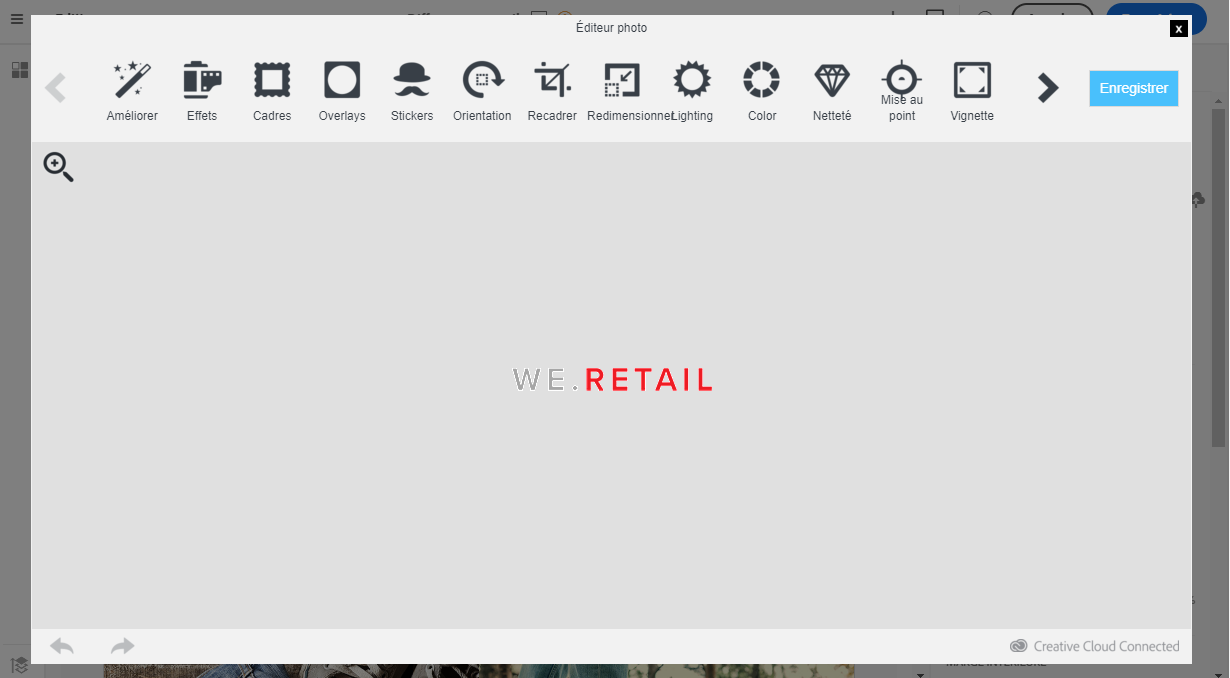 Éditeur photo
x
Améliorer
Effets
Cadres
Overlays
Stickers
Orientation
Recadrer
Redimensionner
Lighting
Color
Netteté
Mise au
point
Vignette
Enregistrer
WE.RETAIL
Creative Cloud Connected